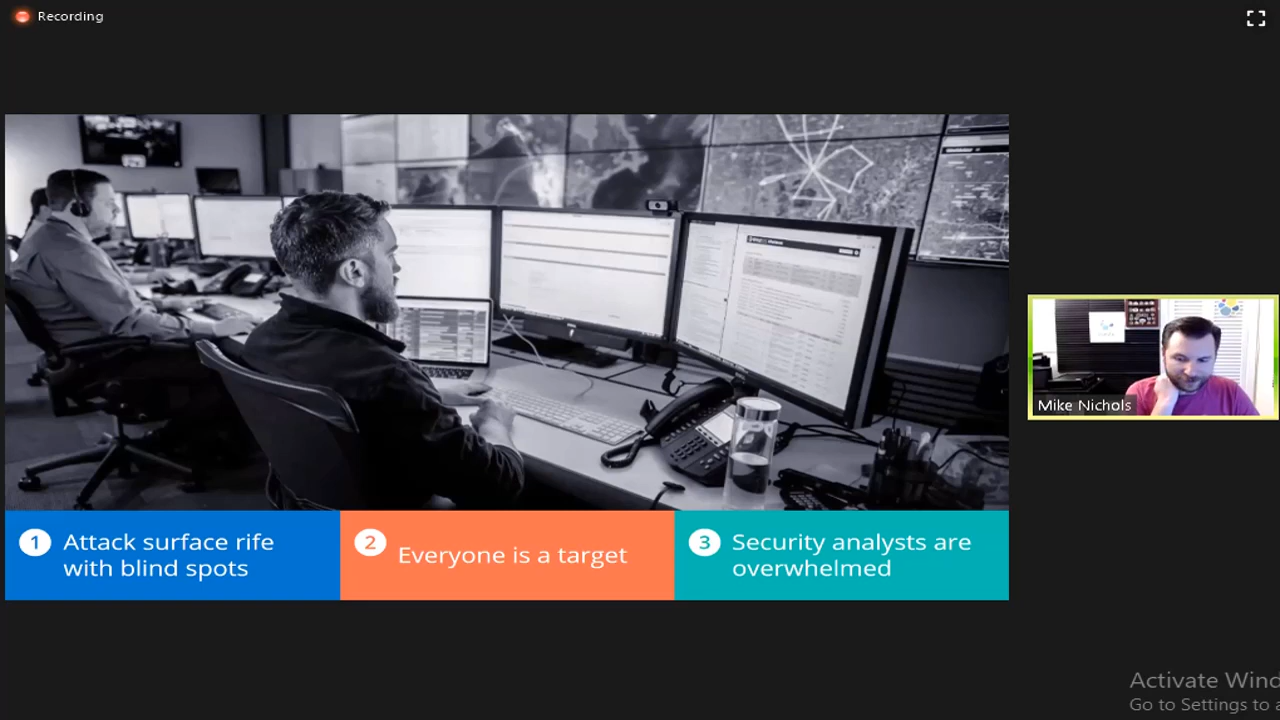 Recording
1
Attack surface rife
with blind spots
2
Everyone is a target
3
Security analysts are
overwhelmed
Mike Nichols
Activate Wind
Go to Settings to a